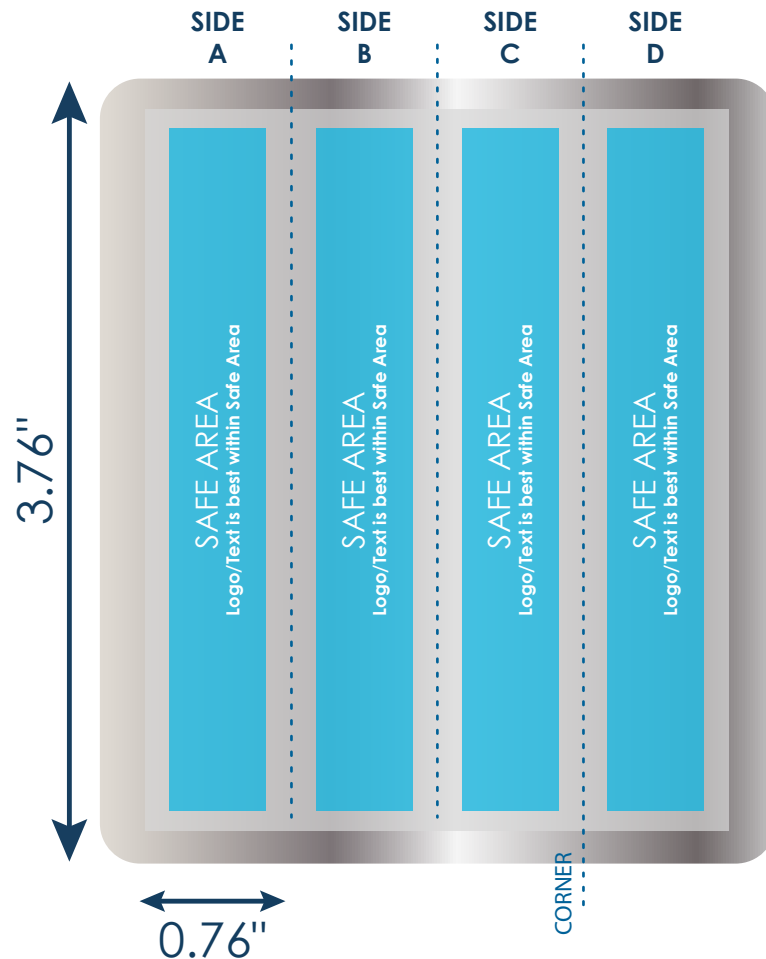 SIDE
A
SIDE
B
SIDE
C
SIDE
D
3.76"
SAFE AREA
Logo/Text is best within Safe Area
SAFE AREA
Logo/Text is best within Safe Area
SAFE AREA
Logo/Text is best within Safe Area
SAFE AREA
Logo/Text is best within Safe Area
CORNER
0.76"